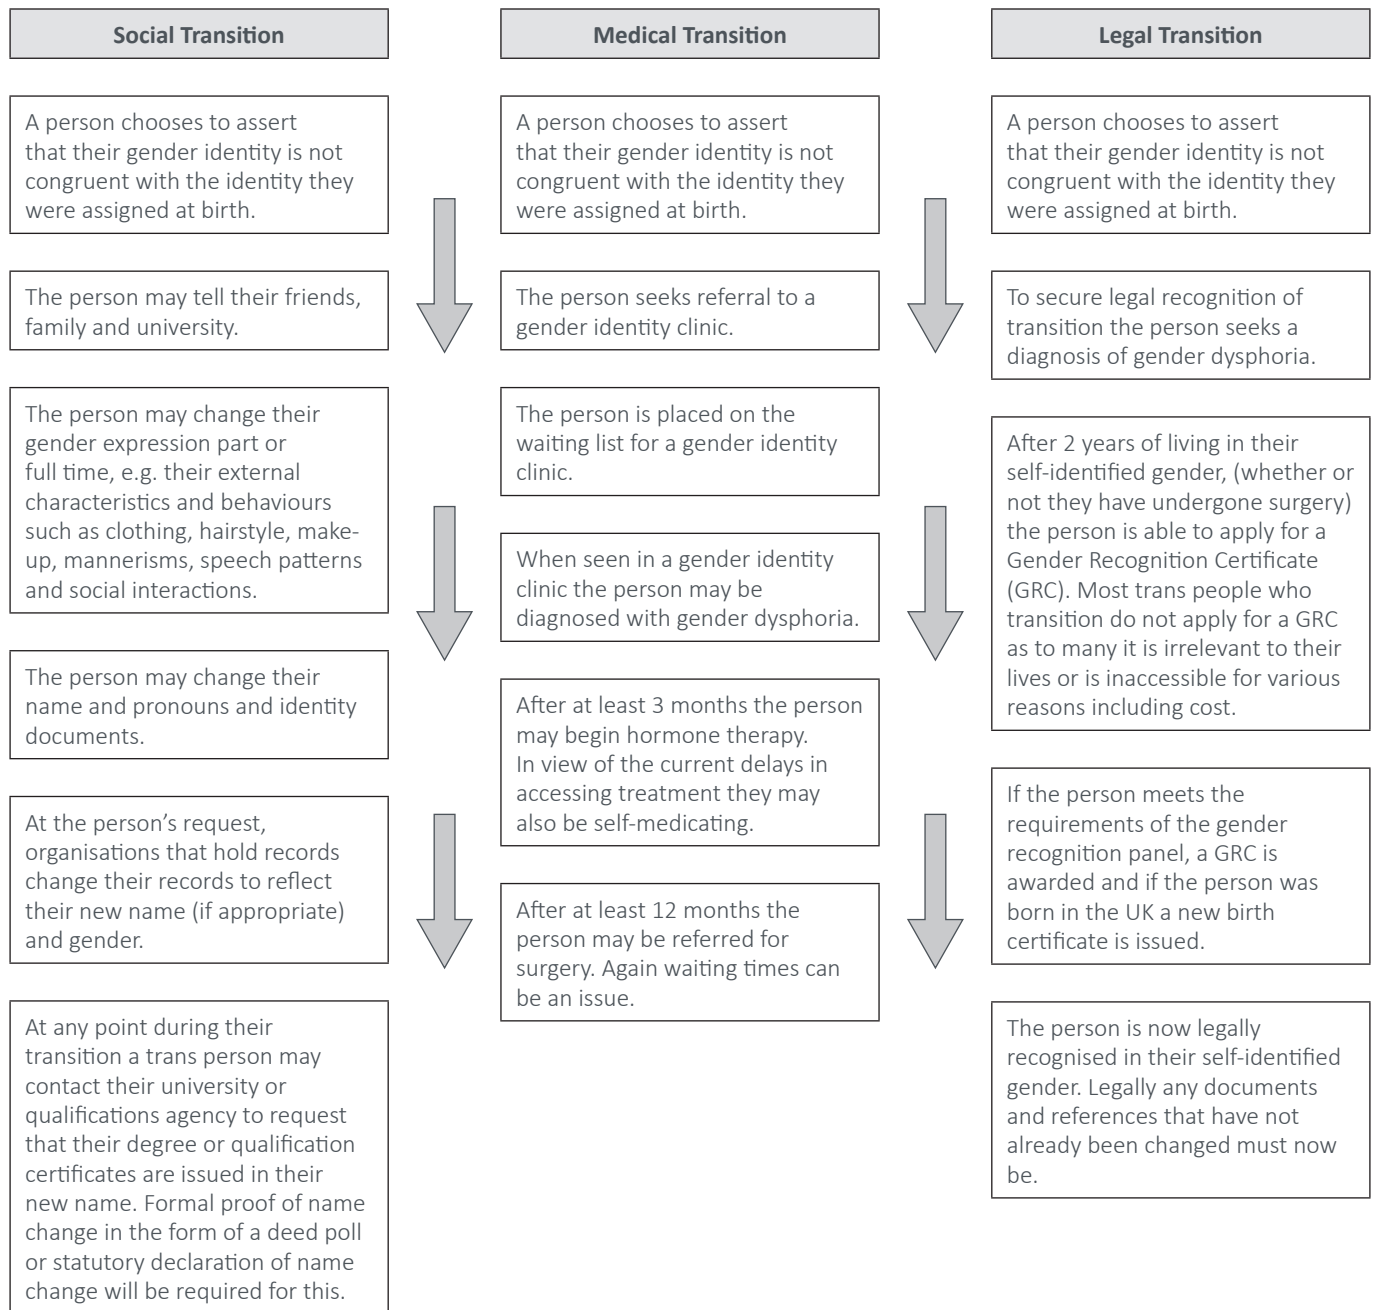 Social Transition
A person chooses to assert
that their gender identity is not
congruent with the identity they
were assigned at birth.
The person may tell their friends,
family and university.
The person may change their
gender expression part or
full time, e.g. their external
characteristics and behaviours
such as clothing, hairstyle, make-
up, mannerisms, speech patterns
and social interactions.
The person may change their
name and pronouns and identity
documents.
At the person’s request,
organisations that hold records
change their records to reflect
their new name (if appropriate)
and gender.
At any point during their
transition a trans person may
contact their university or
qualifications agency to request
that their degree or qualification
certificates are issued in their
new name. Formal proof of name
change in the form of a deed poll
or statutory declaration of name
change will be required for this.
Medical Transition
A person chooses to assert
that their gender identity is not
congruent with the identity they
were assigned at birth.
The person seeks referral to a
gender identity clinic.
The person is placed on the
waiting list for a gender identity
clinic.
When seen in a gender identity
clinic the person may be
diagnosed with gender dysphoria.
After at least 3 months the person
may begin hormone therapy.
In view of the current delays in
accessing treatment they may
also be self-medicating.
After at least 12 months the
person may be referred for
surgery. Again waiting times can
be an issue.
Legal Transition
A person chooses to assert
that their gender identity is not
congruent with the identity they
were assigned at birth.
To secure legal recognition of
transition the person seeks a
diagnosis of gender dysphoria.
After 2 years of living in their
self-identified gender, (whether or
not they have undergone surgery)
the person is able to apply for a
Gender Recognition Certificate
(GRC). Most trans people who
transition do not apply for a GRC
as to many it is irrelevant to their
lives or is inaccessible for various
reasons including cost.
If the person meets the
requirements of the gender
recognition panel, a GRC is
awarded and if the person was
born in the UK a new birth
certificate is issued.
The person is now legally
recognised in their self-identified
gender. Legally any documents
and references that have not
already been changed must now
be.